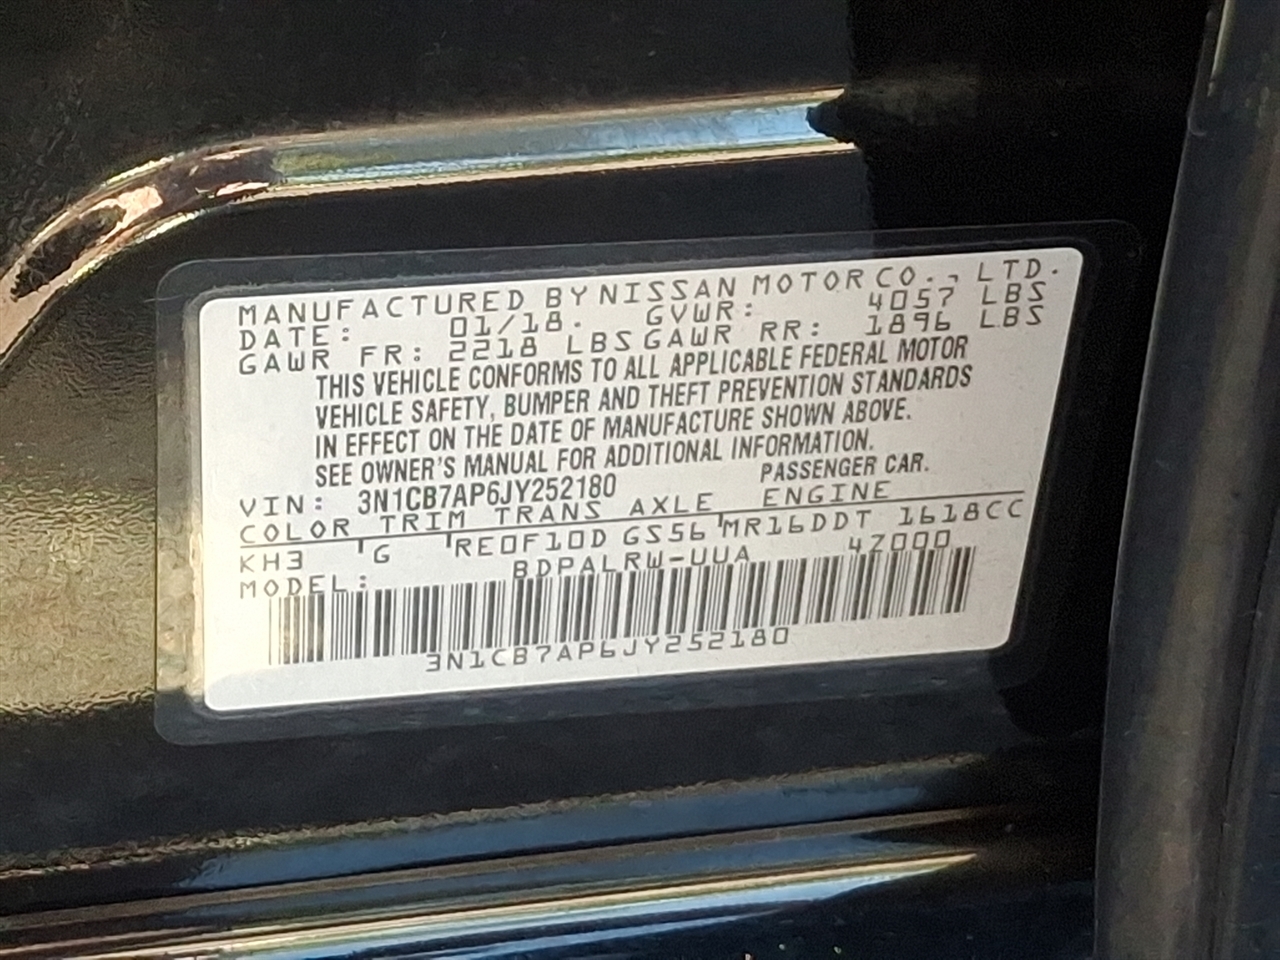 MANUFACTURED BY NISSAN MOTOR CO., LTD.
DATE: 01/18. GVWR: 4057 LBS
GAWR FR: 2218 LBS GAWR RR: 1896 LBS
THIS VEHICLE CONFORMS TO ALL APPLICABLE FEDERAL MOTOR
VEHICLE SAFETY, BUMPER AND THEFT PREVENTION STANDARDS
IN EFFECT ON THE DATE OF MANUFACTURE SHOWN ABOVE.
SEE OWNER'S MANUAL FOR ADDITIONAL INFORMATION.
VIN: 3N1CB7AP6JY252180 PASSENGER CAR.
COLOR TRIM TRANS AXLE ENGINE
KH3 G RE0F10D GS56 MR16DDT 1618CC
MODEL: BDPALRW-UUA 4Z000
3N1CB7AP6JY252180